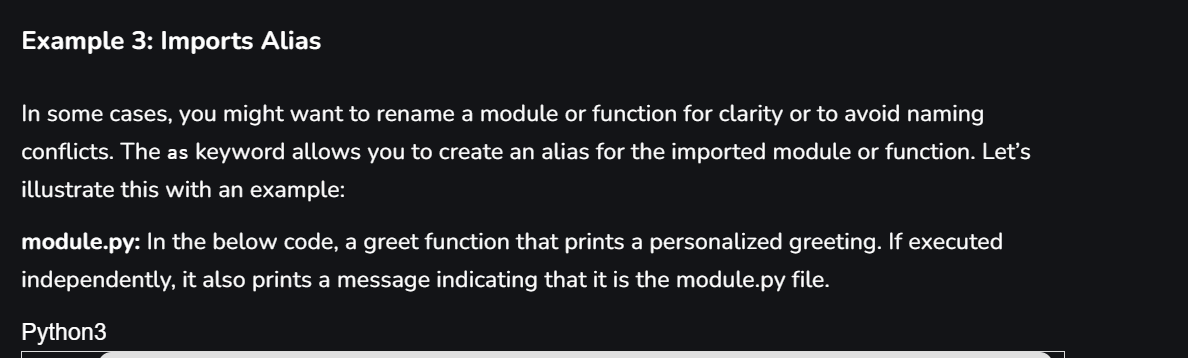 Example 3: Imports Alias
In some cases, you might want to rename a module or function for clarity or to avoid naming
conflicts. The as keyword allows you to create an alias for the imported module or function. Let’s
illustrate this with an example:
module.py: In the below code, a greet function that prints a personalized greeting. If executed
independently, it also prints a message indicating that it is the module.py file.
Python3